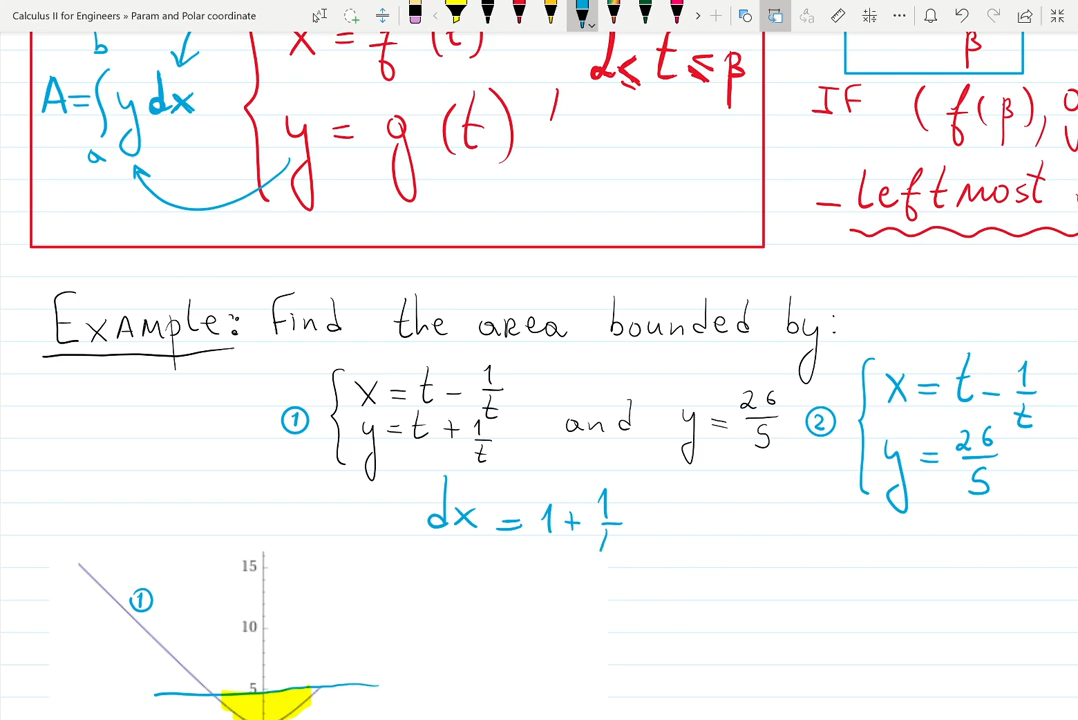 Calculus II for Engineers » Param and Polar coordinate
b
A = ∫ y dx
a
x = f (t)
y = g (t) ,
α ≤ t ≤ β
β
IF (f(β),
- Leftmost
Example: Find the area bounded by:
① { x = t - 1/t
y = t + 1/t and y = 26/5
② { x = t - 1/t
y = 26/5
dx = 1 + 1/
15
①
10
5